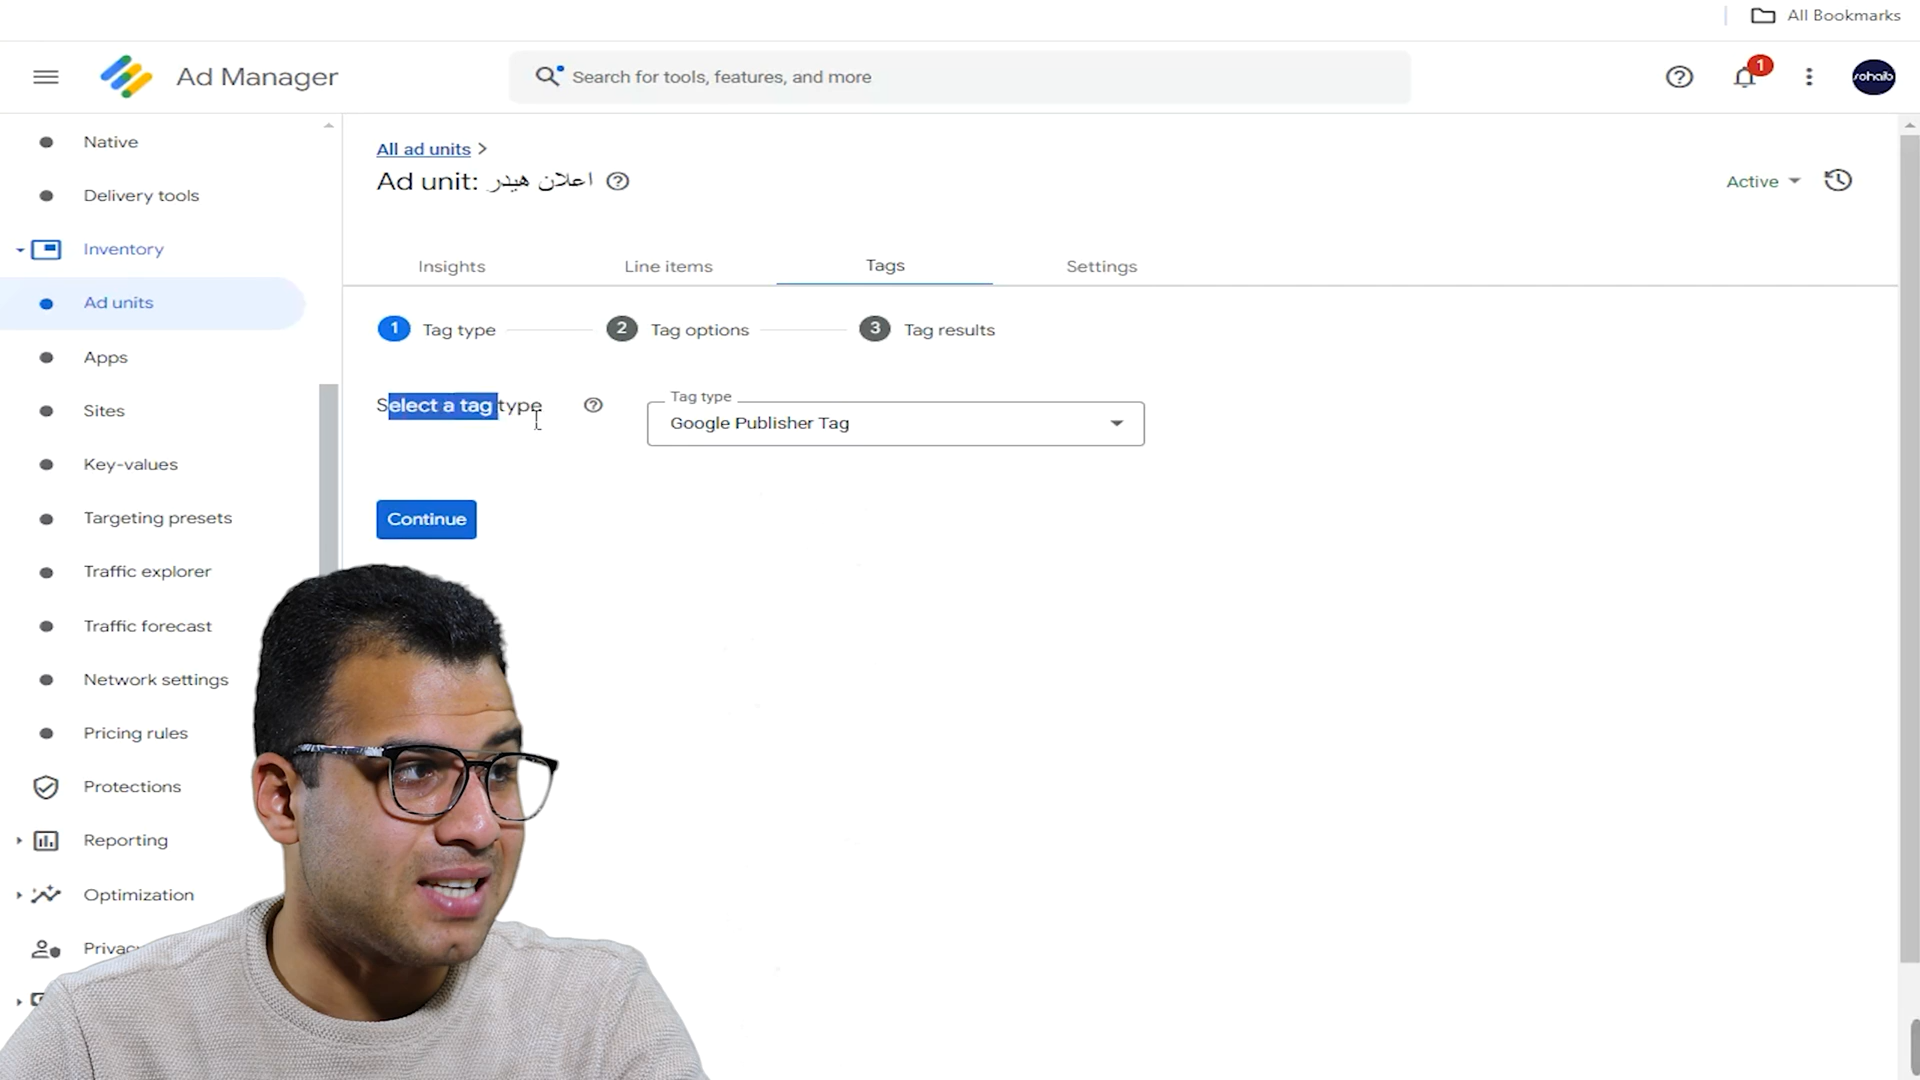 All Bookmarks
Ad Manager
Search for tools, features, and more
1
sohaib
Native
Delivery tools
Inventory
Ad units
Apps
Sites
Key-values
Targeting presets
Traffic explorer
Traffic forecast
Network settings
Pricing rules
Protections
Reporting
Optimization
All ad units >
Ad unit: اعلان هيدر
Active
Insights
Line items
Tags
Settings
1 Tag type
2 Tag options
3 Tag results
Select a tag type
Tag type
Google Publisher Tag
Continue